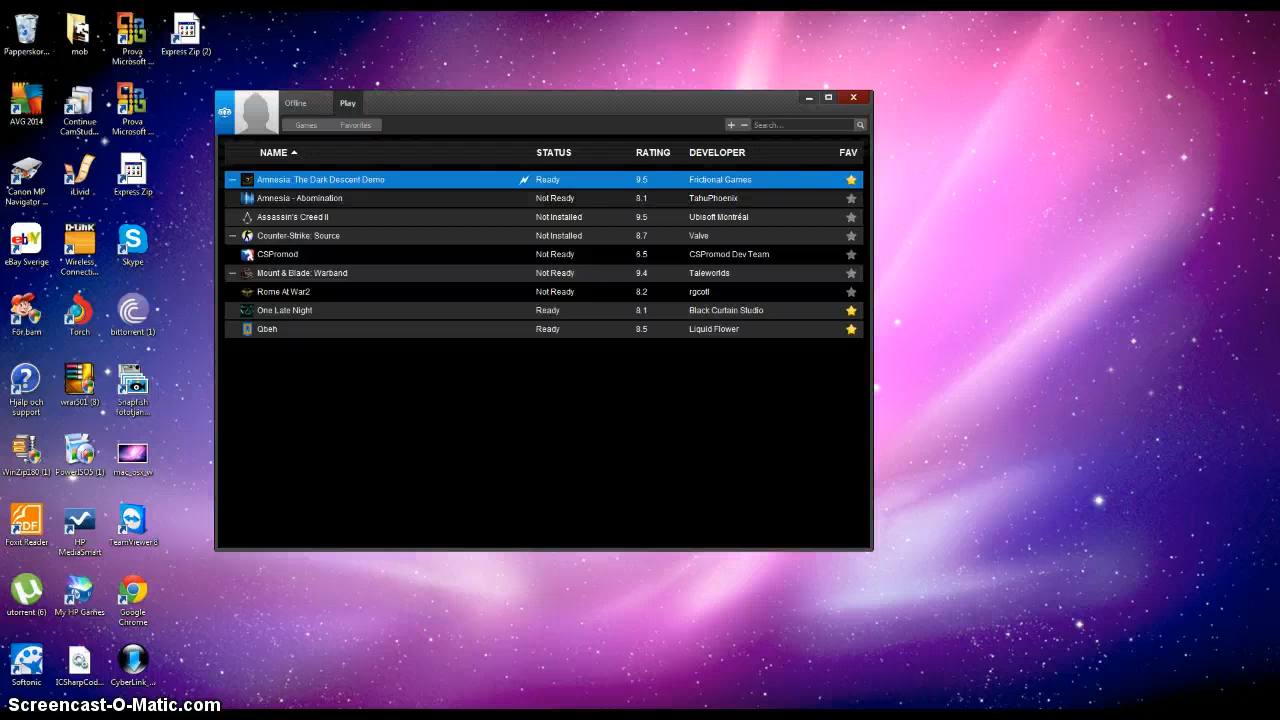 Papperskor...
mob
Prova Microsoft ...
Express Zip (2)
AVG 2014
Continue CamStud...
Prova Microsoft ...
Canon MP Navigator ...
iLivid
Express Zip
eBay Sverige
Wireless Connecti...
Skype
För barn
Torch
bittorrent (1)
Hjälp och support
wrar501 (8)
Snapfish fototjän...
WinZip180 (1)
PowerISO5 (1)
mac_osx_w
Foxit Reader
HP MediaSmart
TeamViewer 8
utorrent (6)
My HP Games
Google Chrome
Softonic
ICSharpCod...
CyberLink_...
Offline Play
Games Favorites
+ − Search...
NAME STATUS RATING DEVELOPER FAV
Amnesia: The Dark Descent Demo Ready 9.5 Frictional Games
Amnesia - Abomination Not Ready 8.1 TahuPhoenix
Assassin's Creed II Not Installed 9.5 Ubisoft Montréal
Counter-Strike: Source Not Installed 8.7 Valve
CSPromod Not Ready 6.5 CSPromod Dev Team
Mount & Blade: Warband Not Ready 9.4 Taleworlds
Rome At War2 Not Ready 8.2 rgcotl
One Late Night Ready 8.1 Black Curtain Studio
Qbeh Ready 8.5 Liquid Flower
Screencast-O-Matic.com